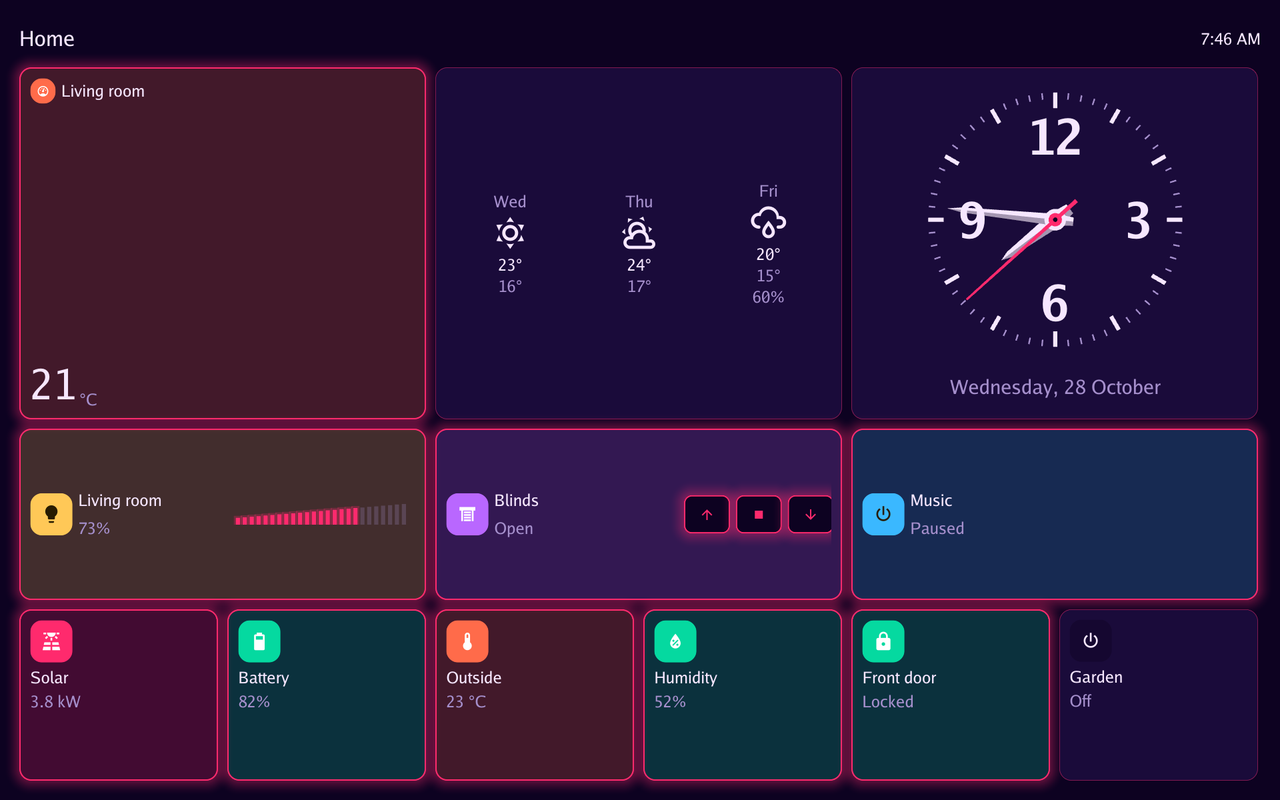 Home
7:46 AM
Living room
21 °C
Wed
23°
16°
Thu
24°
17°
Fri
20°
15°
60%
12
9
3
6
Wednesday, 28 October
Living room
73%
Blinds
Open
Music
Paused
Solar
3.8 kW
Battery
82%
Outside
23 °C
Humidity
52%
Front door
Locked
Garden
Off